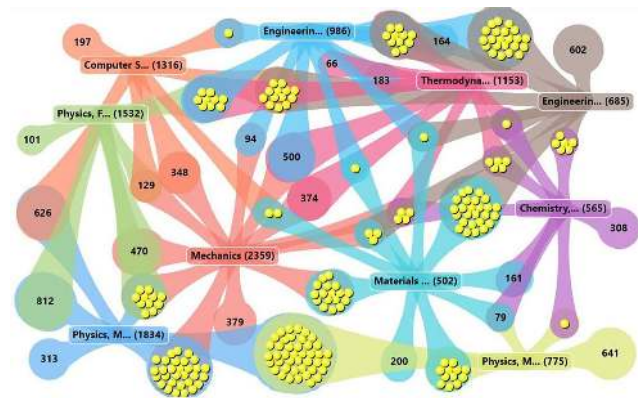 197
Engineerin... (986)
164
602
Computer S... (1316)
66
183
Thermodyna... (1153)
Engineerin... (685)
Physics, F... (1532)
101
94
500
348
129
374
626
470
Chemistry,... (565)
308
Mechanics (2359)
Materials ... (502)
161
812
379
79
Physics, M... (1834)
313
200
Physics, M... (775)
641